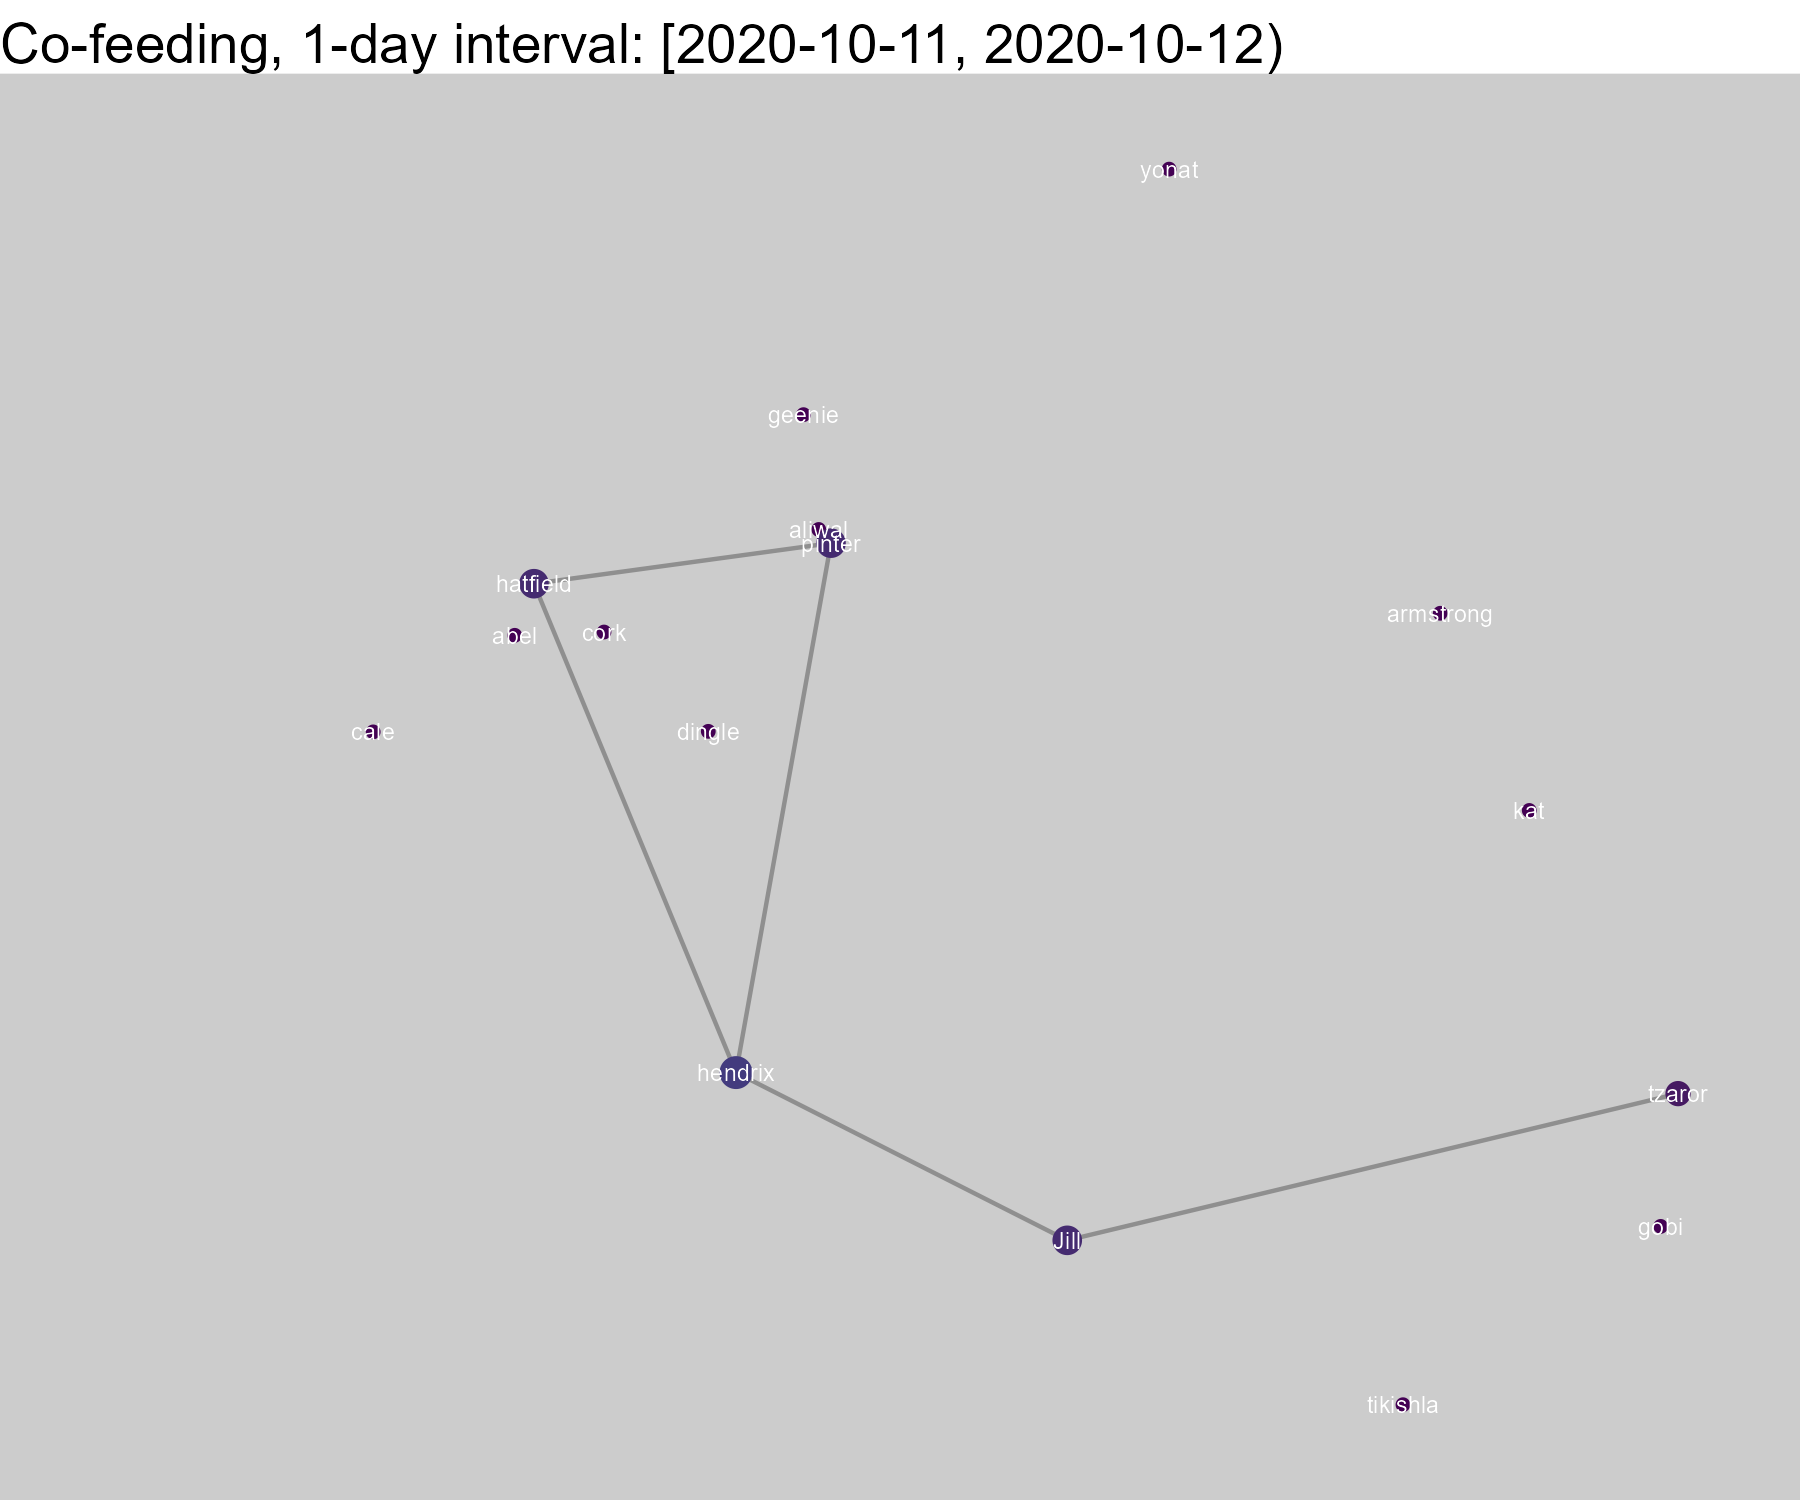 Co-feeding, 1-day interval: [2020-10-11, 2020-10-12)
yonat
geenie
aliwal
pinter
hatfield
armstrong
abel
cork
cale
dingle
kat
hendrix
tzaror
gobi
Jill
tikishla